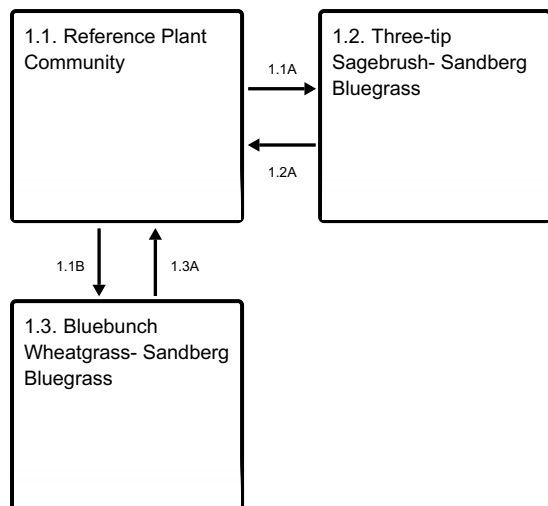 1.1. Reference Plant
Community
1.2. Three-tip
Sagebrush- Sandberg
Bluegrass
1.1A
1.2A
1.1B
1.3A
1.3. Bluebunch
Wheatgrass- Sandberg
Bluegrass